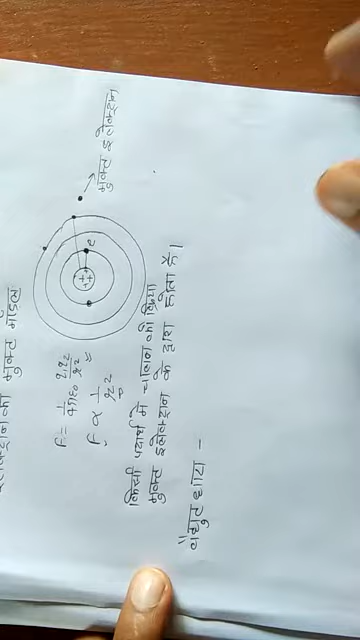 मुक्त मॉडल
मुक्त इलेक्ट्रान
e
+ +
+
F = 1/4πε₀ q₁q₂/r²
F ∝ 1/r²
किसी पदार्थ में चालन की क्रिया
मुक्त इलेक्ट्रान के द्वारा होता है।
वैद्युत धारा -